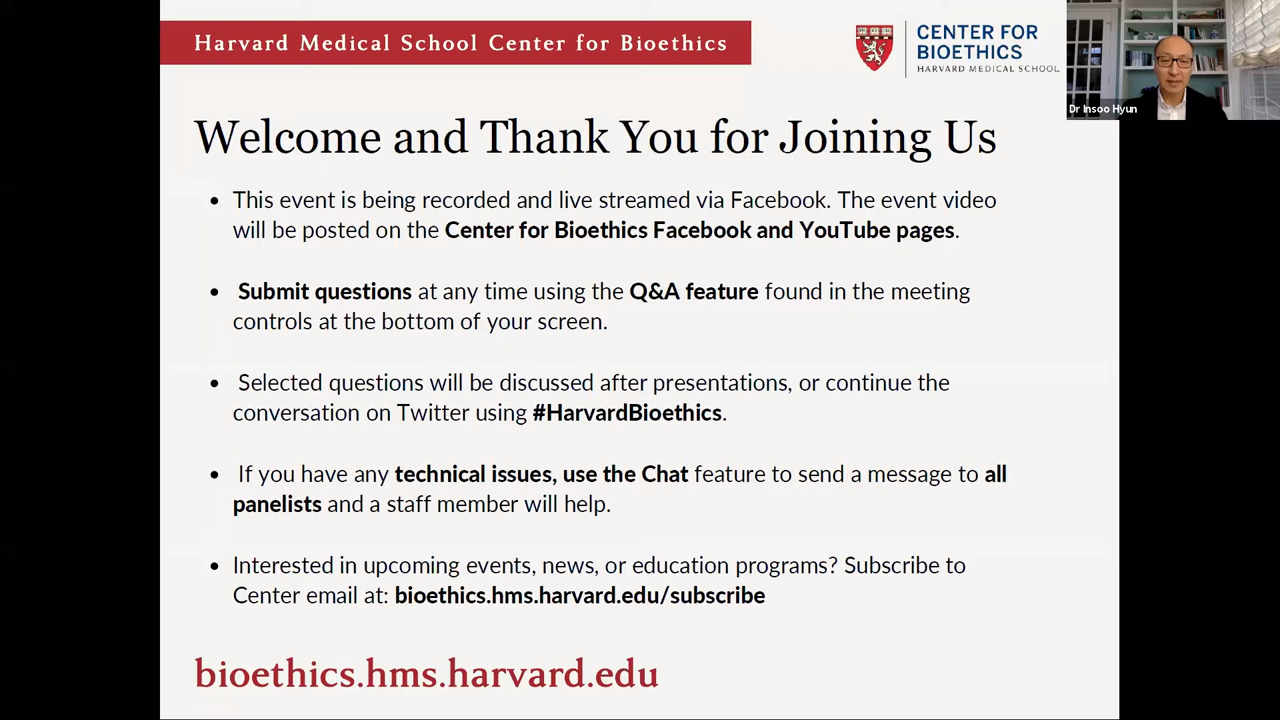 Harvard Medical School Center for Bioethics
CENTER FOR
BIOETHICS
HARVARD MEDICAL SCHOOL
Dr Insoo Hyun
Welcome and Thank You for Joining Us
• This event is being recorded and live streamed via Facebook. The event video
will be posted on the Center for Bioethics Facebook and YouTube pages.
• Submit questions at any time using the Q&A feature found in the meeting
controls at the bottom of your screen.
• Selected questions will be discussed after presentations, or continue the
conversation on Twitter using #HarvardBioethics.
• If you have any technical issues, use the Chat feature to send a message to all
panelists and a staff member will help.
• Interested in upcoming events, news, or education programs? Subscribe to
Center email at: bioethics.hms.harvard.edu/subscribe
bioethics.hms.harvard.edu